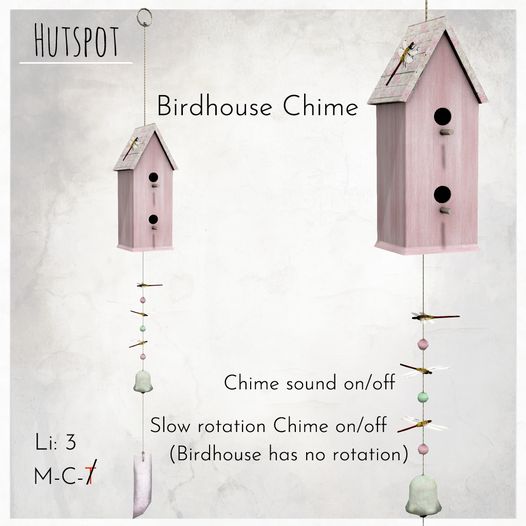 HUTSPOT
Birdhouse Chime
Chime sound on/off
Slow rotation Chime on/off
(Birdhouse has no rotation)
Li: 3
M-C-T